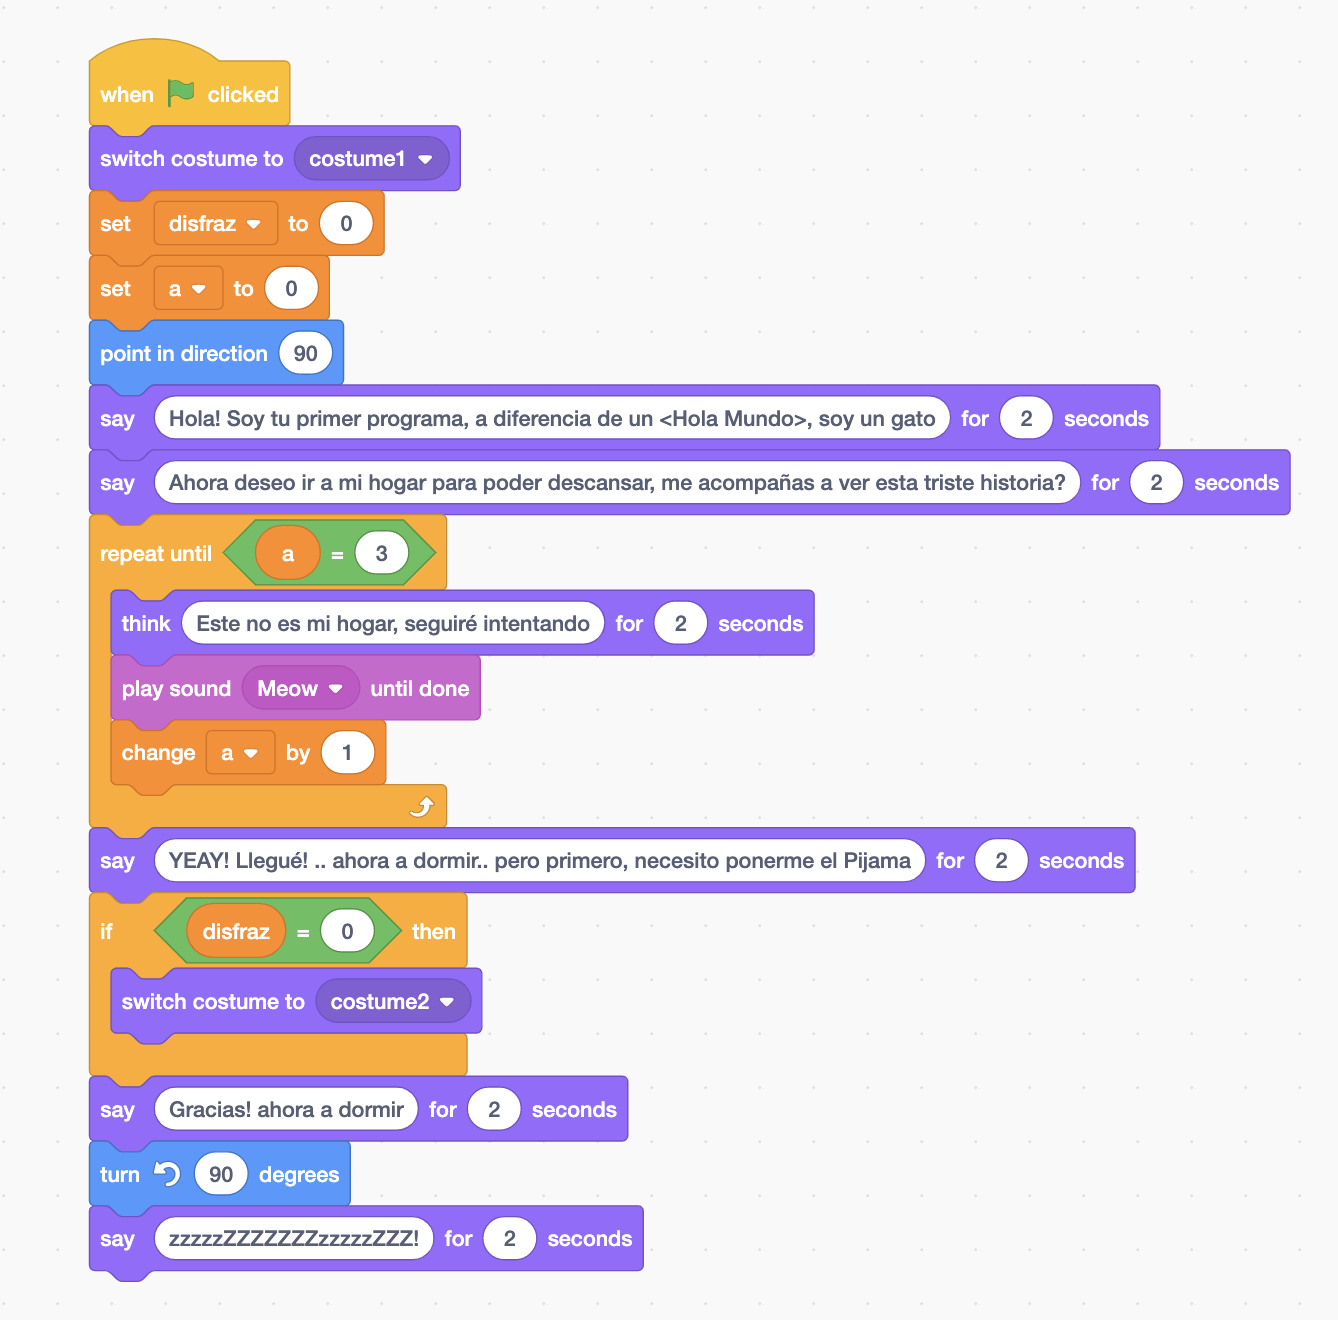 when clicked
switch costume to costume1
set disfraz to 0
set a to 0
point in direction 90
say Hola! Soy tu primer programa, a diferencia de un <Hola Mundo>, soy un gato for 2 seconds
say Ahora deseo ir a mi hogar para poder descansar, me acompañas a ver esta triste historia? for 2 seconds
repeat until a = 3
think Este no es mi hogar, seguiré intentando for 2 seconds
play sound Meow until done
change a by 1
say YEAY! Llegué! .. ahora a dormir.. pero primero, necesito ponerme el Pijama for 2 seconds
if disfraz = 0 then
switch costume to costume2
say Gracias! ahora a dormir for 2 seconds
turn 90 degrees
say zzzzzZZZZZZZzzzzzZZZ! for 2 seconds